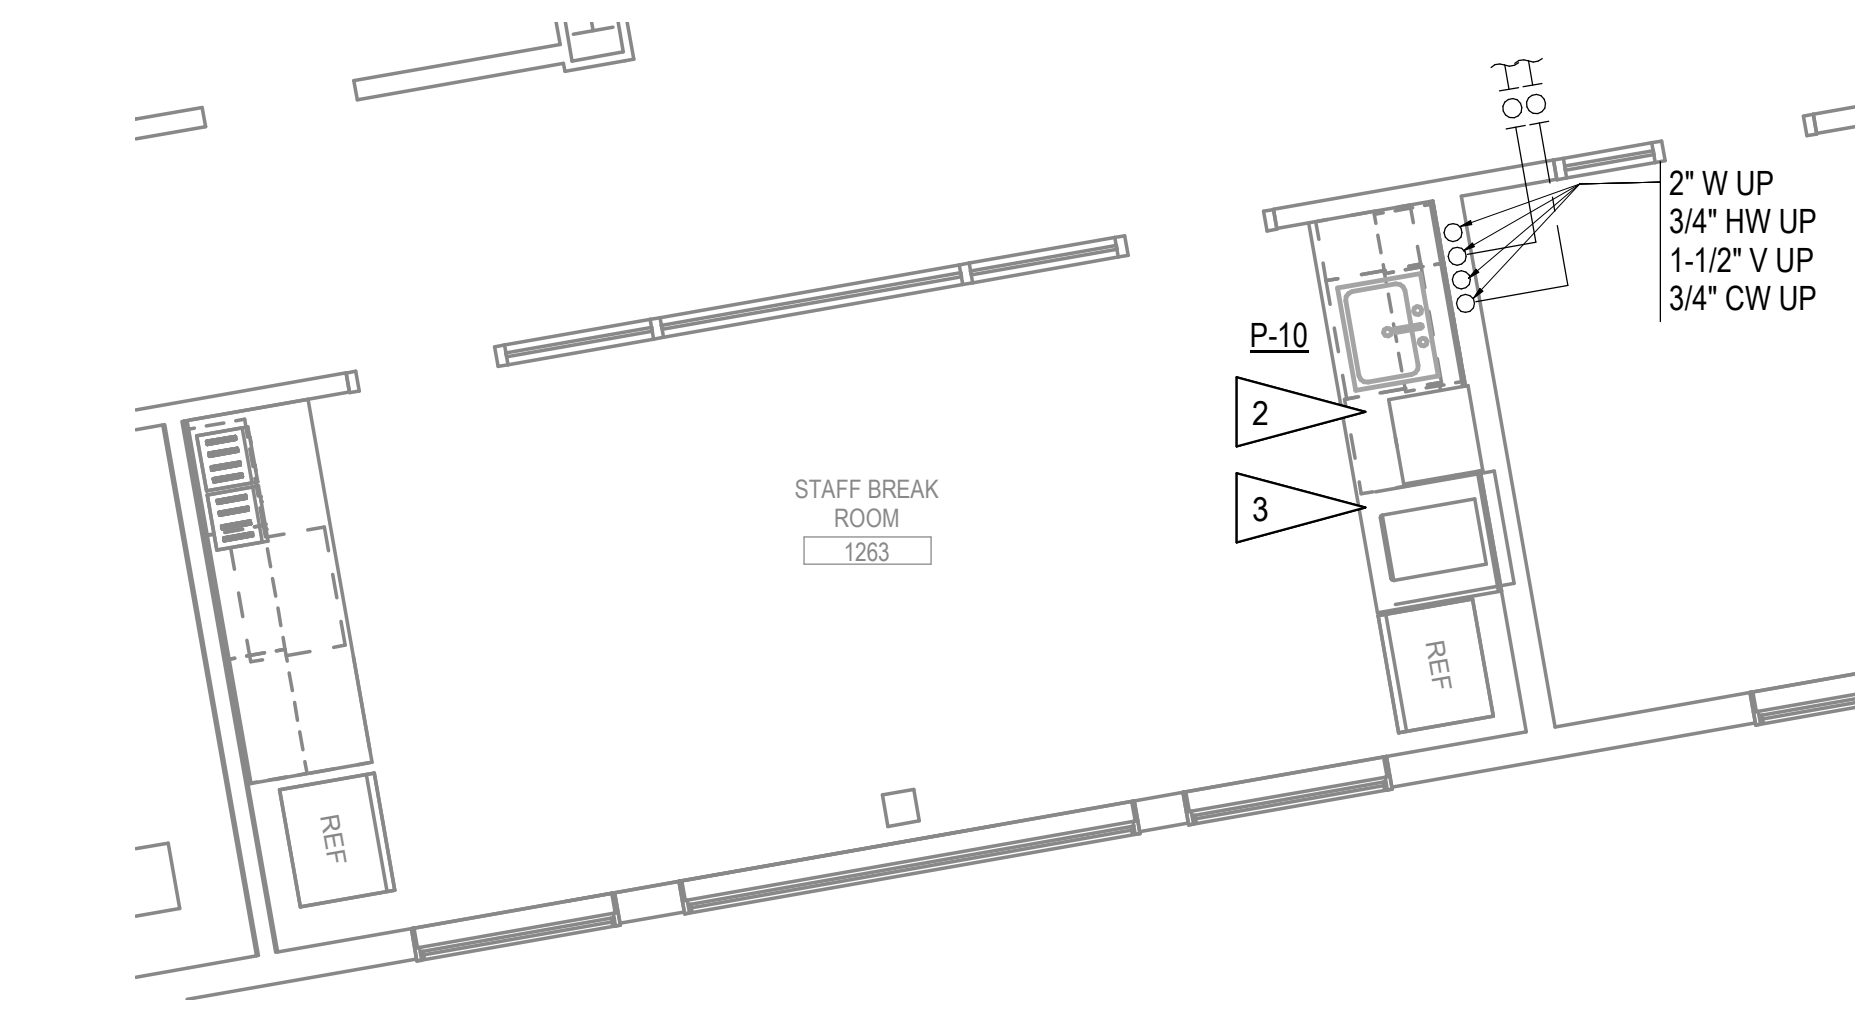 2" W UP
3/4" HW UP
1-1/2" V UP
3/4" CW UP
P-10
2
STAFF BREAK
ROOM
1263
3
REF
REF